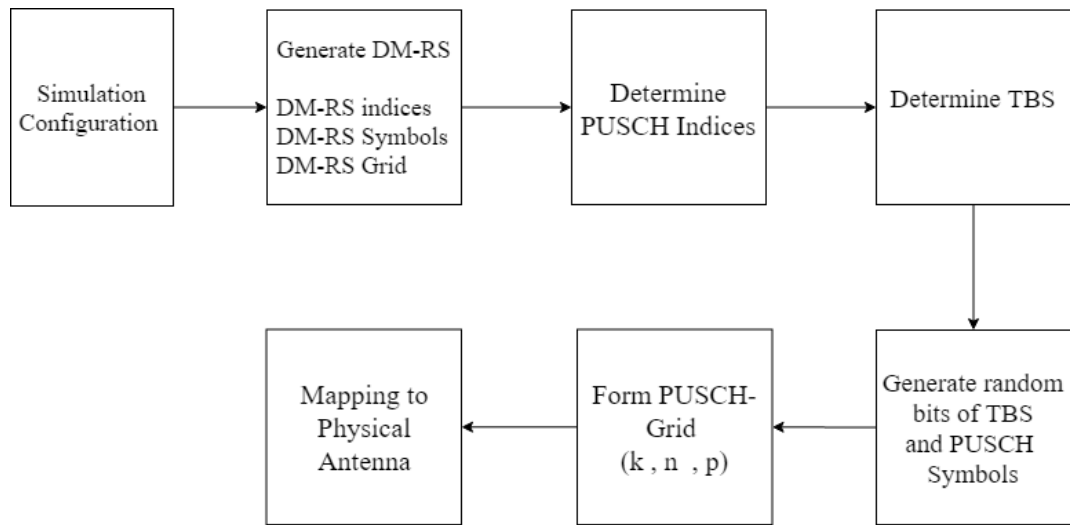 Simulation
Configuration
Generate DM-RS
DM-RS indices
DM-RS Symbols
DM-RS Grid
Determine
PUSCH Indices
Determine TBS
Generate random
bits of TBS
and PUSCH
Symbols
Form PUSCH-
Grid
(k , n , p)
Mapping to
Physical
Antenna